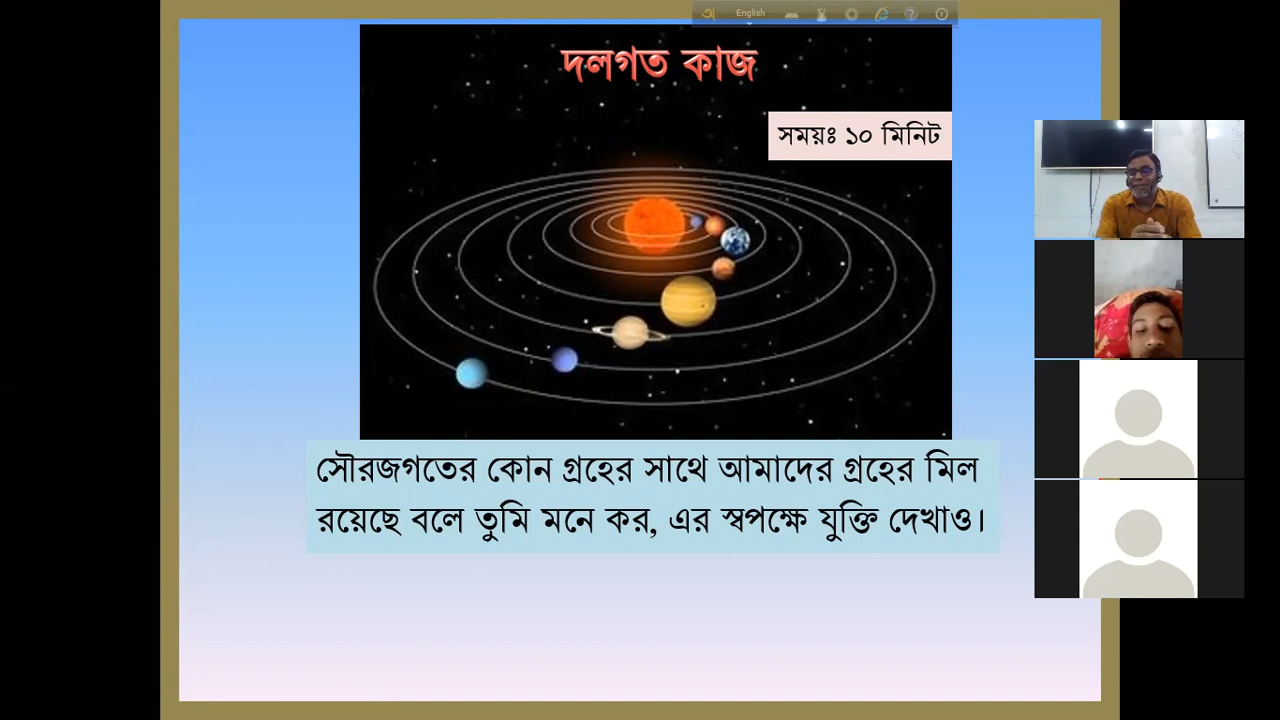 English
দলগত কাজ
সময়ঃ ১০ মিনিট
সৌরজগতের কোন গ্রহের সাথে আমাদের গ্রহের মিল
রয়েছে বলে তুমি মনে কর, এর স্বপক্ষে যুক্তি দেখাও।